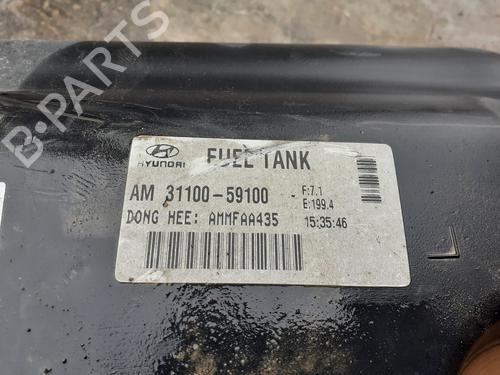 B-PARTS
HYUNDAI
FUEL TANK
AM 31100-59100
F:7.1
E:199.4
DONG HEE: AMMFAA435
15:35:46